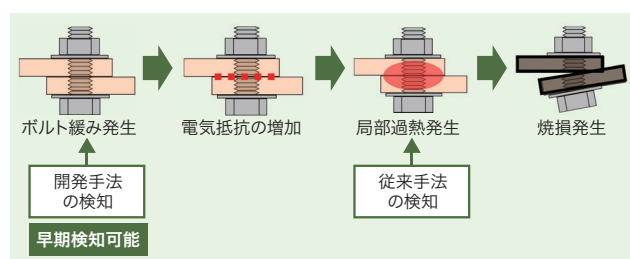 ボルト緩み発生
電気抵抗の増加
局部過熱発生
焼損発生
開発手法
の検知
従来手法
の検知
早期検知可能